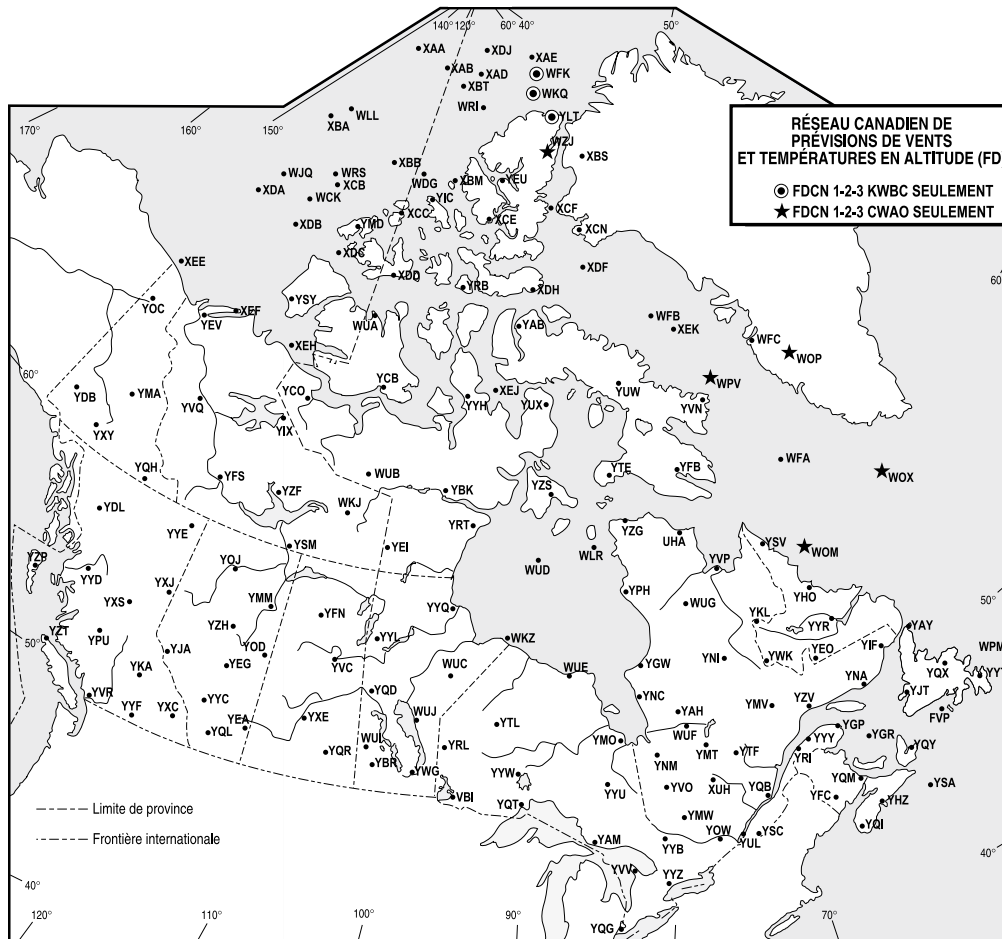 140° 120° 60° 40° 50°
XAA XDJ XAE
XAB XAD WFK
XBT WKQ
WRI YLT
WLL XBA
170° 160° 150°
RÉSEAU CANADIEN DE
PRÉVISIONS DE VENTS
ET TEMPÉRATURES EN ALTITUDE (FD
FDCN 1-2-3 KWBC SEULEMENT
FDCN 1-2-3 CWAO SEULEMENT
WZJ XBS
XBB
WJQ WRS WDG XBM YEU
XDA XCB
WCK YIC
XCC XCF
XDB YMD XCE
XCN
XDC
XEE XDD XDF
60°
YRB XDH
YOC YSY
XEF
YEV WUA YAB WFB
XEK
XEH WFC
WOP
60°
WPV
YDB YMA YCO YCB XEJ YUW
YVQ YYH YUX YVN
YXY YIX
WFA
YQH YFS WUB YTE YFB WOX
YZF YBK YZS
YDL WKJ
YYE YRT YZG
UHA
YSM YEI WLR YSV WOM
YZP WUD
YYD YOJ YVP
YXJ YPH YHO
YXS YMM WUG 50°
YFN YYQ YKL
YZH YYR YAY
YZT YPU YYL WKZ
50° YJA YOD YIF WPM
YKA YEG YVC WUC WUE YGW YNI YWK YEO YQX
YYT
YVR YQD YNC YNA YJT
YYC YZV
YYF YXC YEA YXE WUJ YAH YMV FVP
YQL YTL YGP
WUF YGR
YQR WUL YRL YMO YMT YTF YYY YQY
YNM YRI
YBR YWG YYW XUH YQM
YYU YVO YQB YSA
VBI YFC YHZ
YQT
YMW YQI
Limite de province
YAM YYB YOW YUL YSC
Frontière internationale
40°
YVV
40° YYZ
YQG
120° 110° 100° 90° 70°